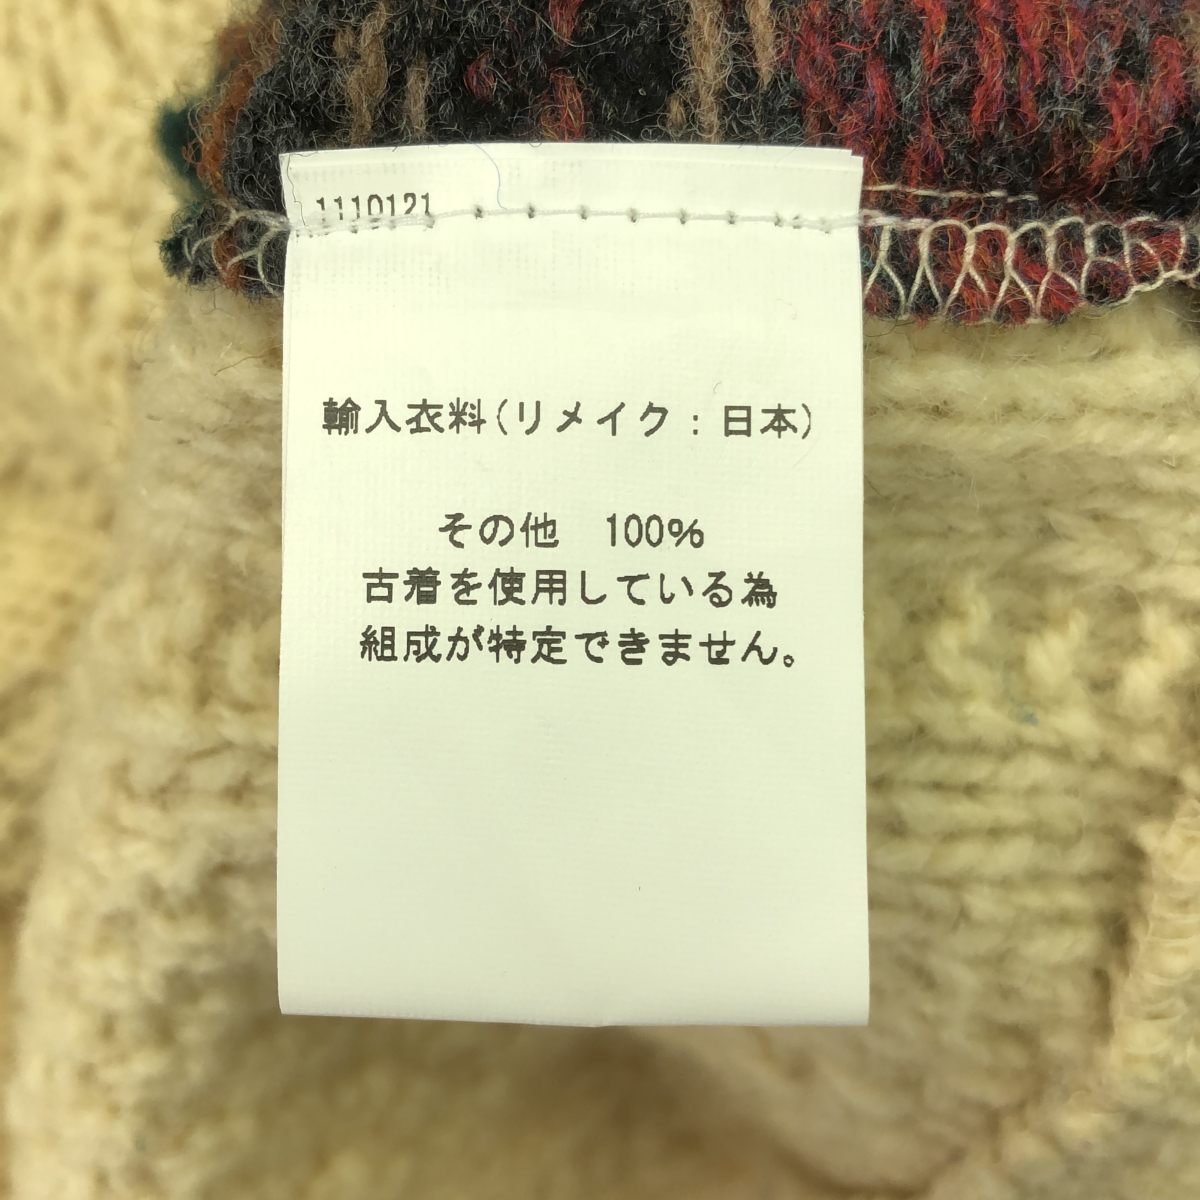 1110121
輸入衣料(リメイク:日本)
その他 100%
古着を使用している為
組成が特定できません。